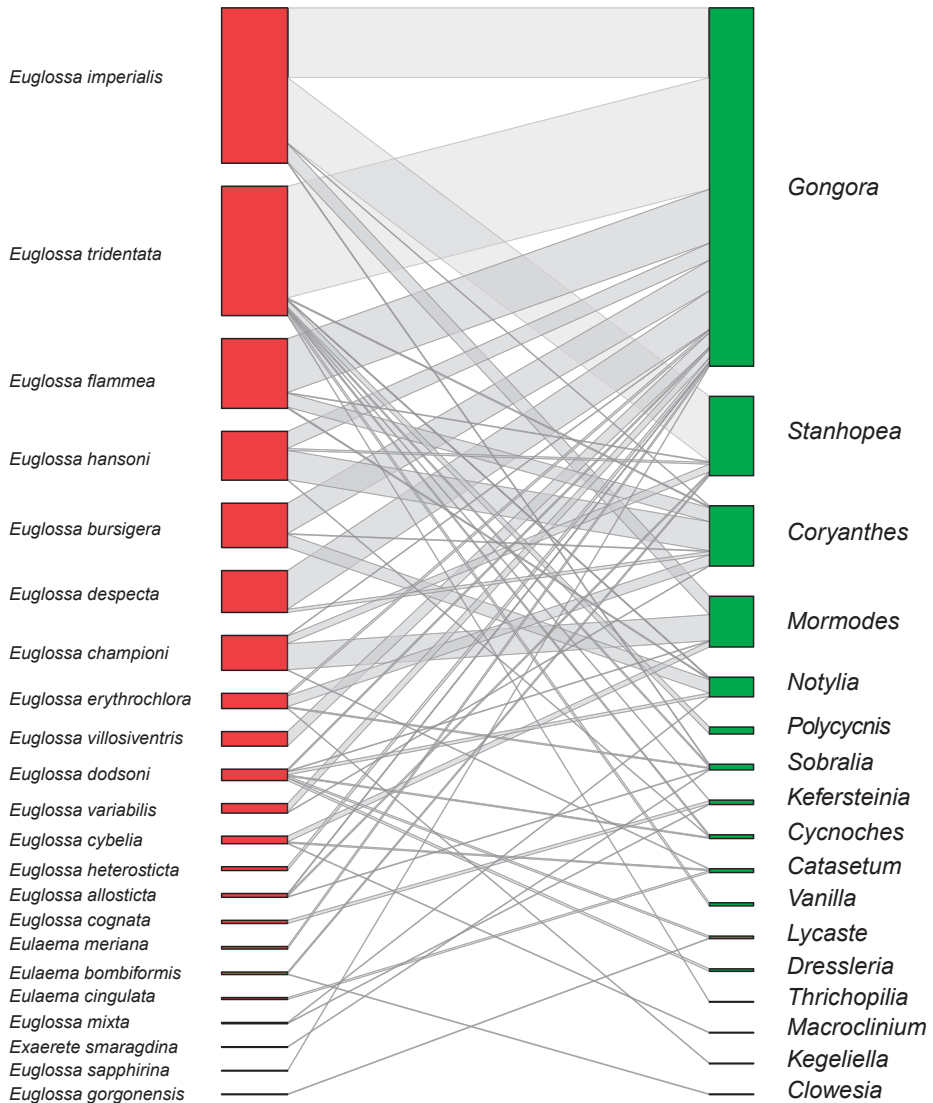 Euglossa imperialis
Euglossa tridentata
Euglossa flammea
Euglossa hansoni
Euglossa bursigera
Euglossa despecta
Euglossa championi
Euglossa erythrochlora
Euglossa villosiventris
Euglossa dodsoni
Euglossa variabilis
Euglossa cybelia
Euglossa heterosticta
Euglossa allosticta
Euglossa cognata
Eulaema meriana
Eulaema bombiformis
Eulaema cingulata
Euglossa mixta
Exaerete smaragdina
Euglossa sapphirina
Euglossa gorgonensis
Gongora
Stanhopea
Coryanthes
Mormodes
Notylia
Polycycnis
Sobralia
Kefersteinia
Cycnoches
Catasetum
Vanilla
Lycaste
Dressleria
Thrichopilia
Macroclinium
Kegeliella
Clowesia